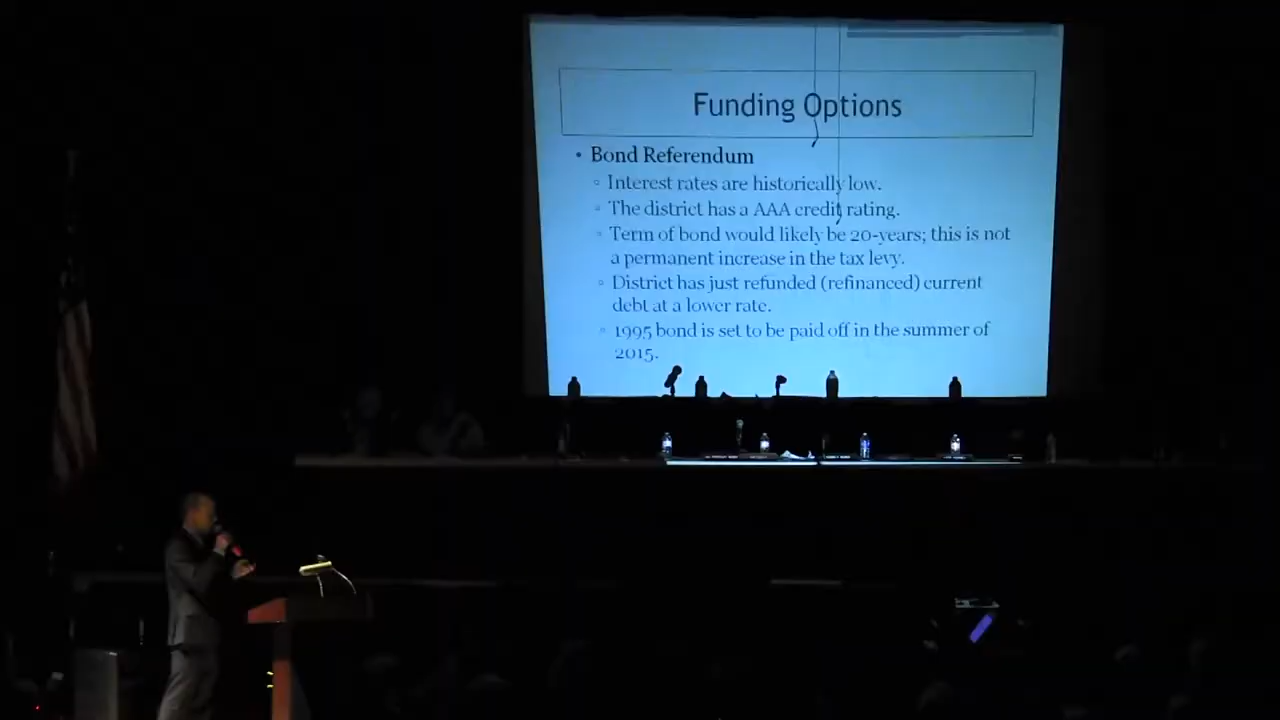 Funding Options
• Bond Referendum
◦ Interest rates are historically low.
◦ The district has a AAA credit rating.
◦ Term of bond would likely be 20-years; this is not
a permanent increase in the tax levy.
◦ District has just refunded (refinanced) current
debt at a lower rate.
◦ 1995 bond is set to be paid off in the summer of
2015.